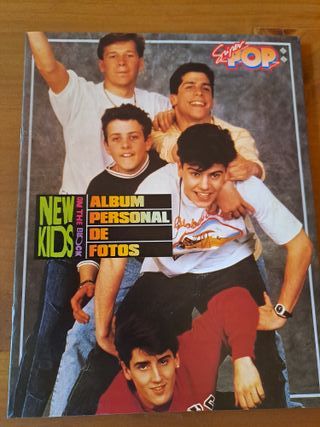 Super
POP
NEW
KIDS
ON THE BLOCK
ALBUM
PERSONAL
DE
FOTOS